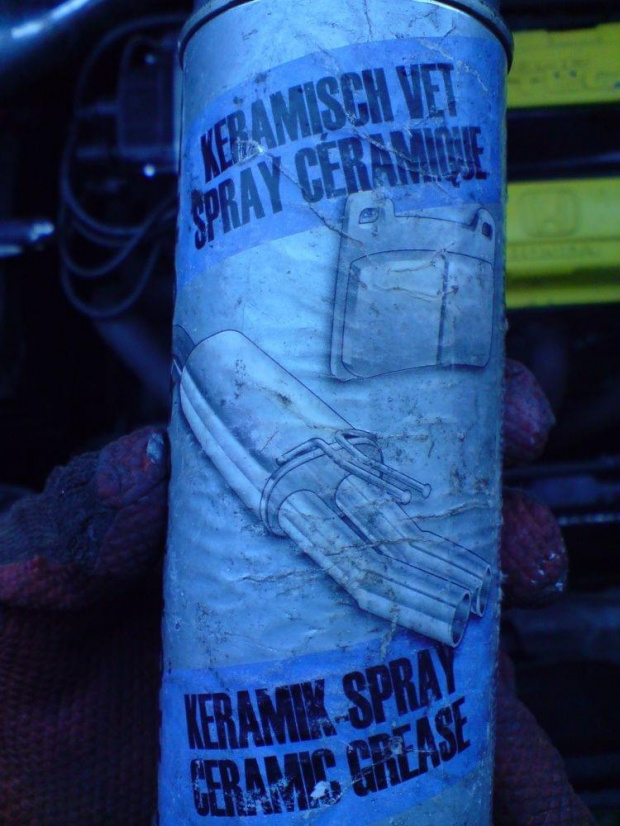 KERAMISCH VET
SPRAY CÉRAMIQUE
KERAMIK-SPRAY
CERAMIC GREASE